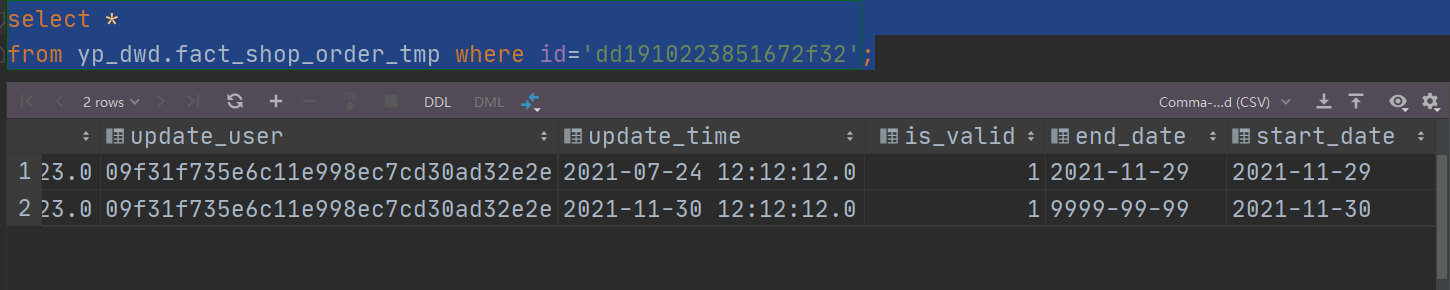 select *
from yp_dwd.fact_shop_order_tmp where id='dd1910223851672f32';
2 rows DB DDL DML Comma-...d (CSV)
update_user update_time is_valid end_date start_date
1 23.0 09f31f735e6c11e998ec7cd30ad32e2e 2021-07-24 12:12:12.0 1 2021-11-29 2021-11-29
2 23.0 09f31f735e6c11e998ec7cd30ad32e2e 2021-11-30 12:12:12.0 1 9999-99-99 2021-11-30